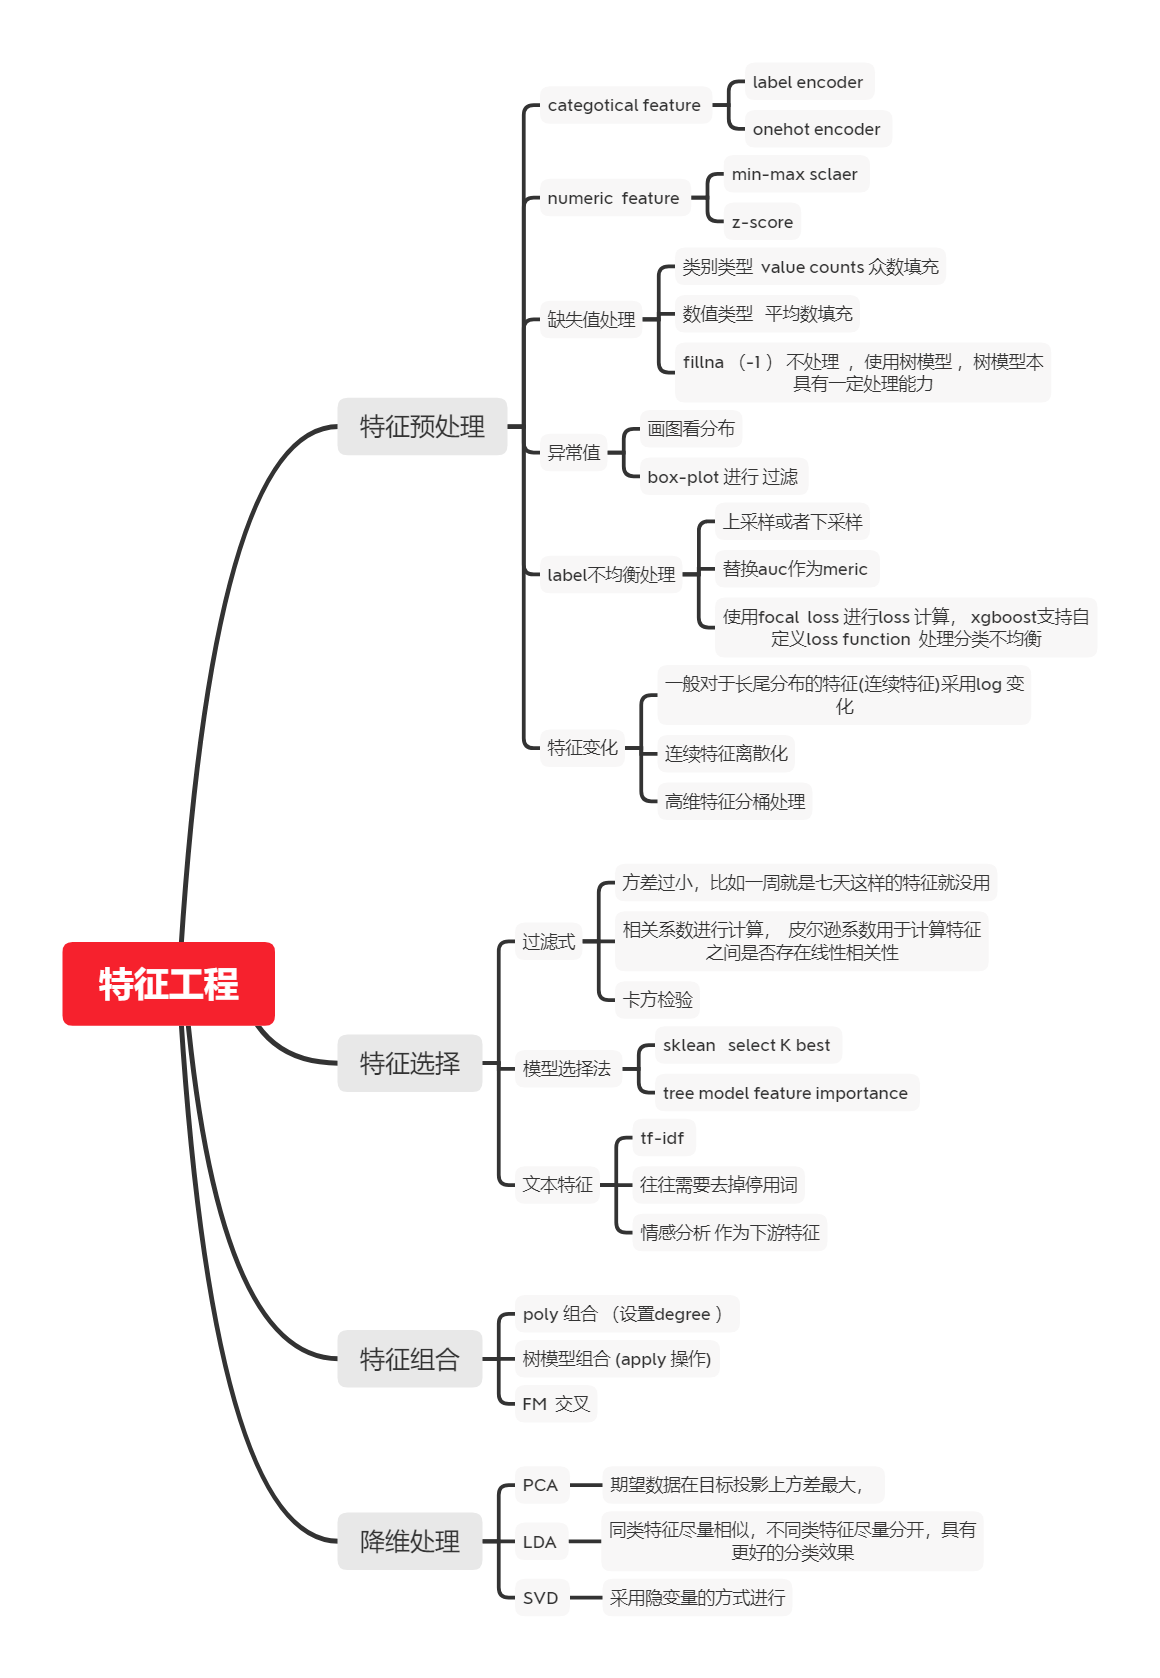 特征工程
特征预处理
categotical feature
label encoder
onehot encoder
numeric feature
min-max sclaer
z-score
缺失值处理
类别类型 value counts 众数填充
数值类型 平均数填充
fillna （-1 ） 不处理 ，使用树模型 ，树模型本
具有一定处理能力
异常值
画图看分布
box-plot 进行 过滤
label不均衡处理
上采样或者下采样
替换auc作为meric
使用focal loss 进行loss 计算， xgboost支持自
定义loss function 处理分类不均衡
特征变化
一般对于长尾分布的特征(连续特征)采用log 变
化
连续特征离散化
高维特征分桶处理
特征选择
过滤式
方差过小，比如一周就是七天这样的特征就没用
相关系数进行计算， 皮尔逊系数用于计算特征
之间是否存在线性相关性
卡方检验
模型选择法
sklean select K best
tree model feature importance
文本特征
tf-idf
往往需要去掉停用词
情感分析 作为下游特征
特征组合
poly 组合 （设置degree ）
树模型组合 (apply 操作)
FM 交叉
降维处理
PCA
期望数据在目标投影上方差最大，
LDA
同类特征尽量相似，不同类特征尽量分开，具有
更好的分类效果
SVD
采用隐变量的方式进行